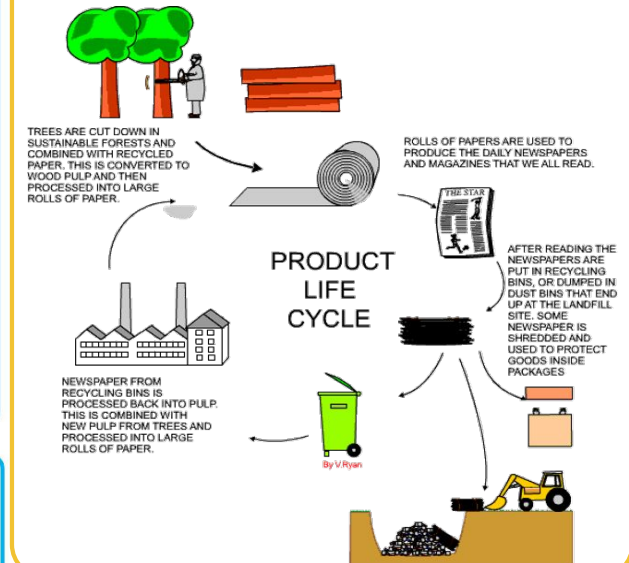 TREES ARE CUT DOWN IN
SUSTAINABLE FORESTS AND
COMBINED WITH RECYCLED
PAPER. THIS IS CONVERTED TO
WOOD PULP AND THEN
PROCESSED INTO LARGE
ROLLS OF PAPER.
ROLLS OF PAPERS ARE USED TO
PRODUCE THE DAILY NEWSPAPERS
AND MAGAZINES THAT WE ALL READ.
THE STAR
PRODUCT
LIFE
CYCLE
AFTER READING THE
NEWSPAPERS ARE
PUT IN RECYCLING
BINS, OR DUMPED IN
DUST BINS THAT END
UP AT THE LANDFILL
SITE. SOME
NEWSPAPER IS
SHREDDED AND
USED TO PROTECT
GOODS INSIDE
PACKAGES
NEWSPAPER FROM
RECYCLING BINS IS
PROCESSED BACK INTO PULP.
THIS IS COMBINED WITH
NEW PULP FROM TREES AND
PROCESSED INTO LARGE
ROLLS OF PAPER.
By V.Ryan